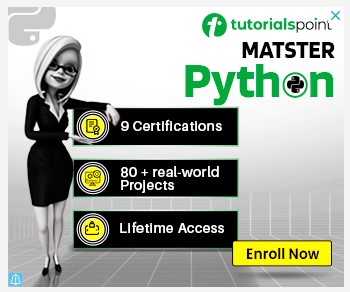 tutorialspoint
MATSTER
Python
9 Certifications
80 + real-world
Projects
Lifetime Access
Enroll Now